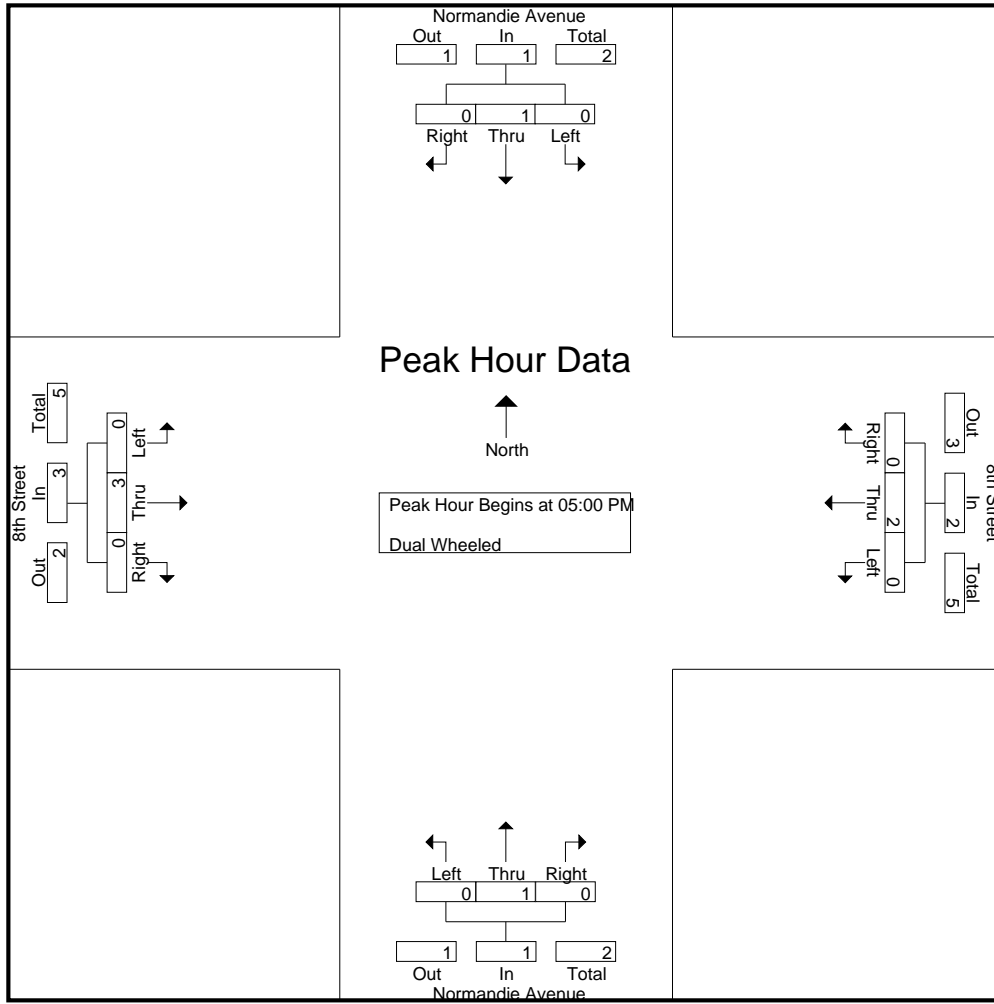 Normandie Avenue
Out In Total
1 1 2
0 1 0
Right Thru Left
Peak Hour Data
North
Peak Hour Begins at 05:00 PM
Dual Wheeled
8th Street
Out In Total
2 3 5
0 3 0
Right Thru Left
8th Street
Out In Total
3 2 5
0 2 0
Right Thru Left
Left Thru Right
0 1 0
1 1 2
Out In Total
Normandie Avenue